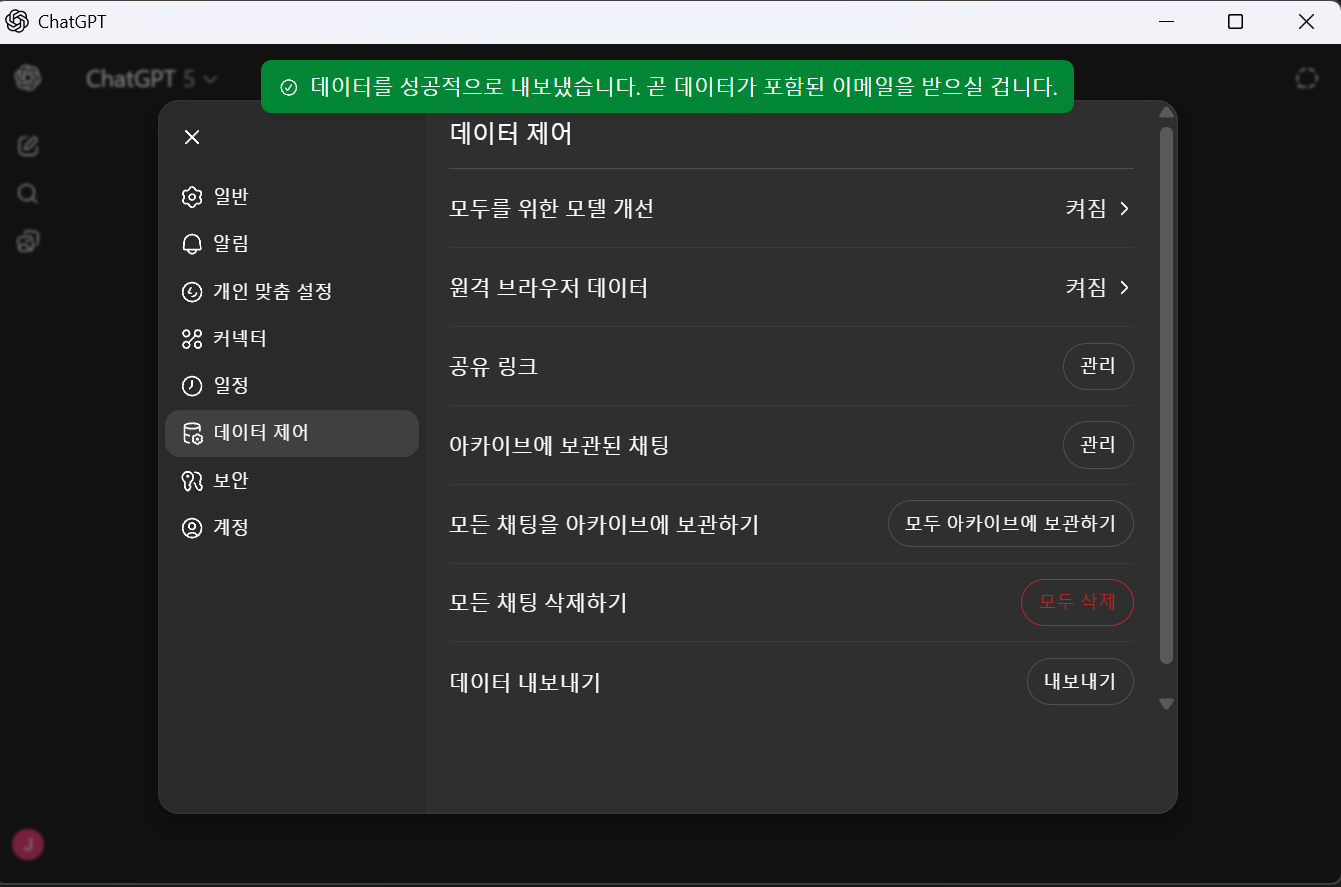 ChatGPT
ChatGPT 5
데이터를 성공적으로 내보냈습니다. 곧 데이터가 포함된 이메일을 받으실 겁니다.
일반
알림
개인 맞춤 설정
커넥터
일정
데이터 제어
보안
계정
데이터 제어
모두를 위한 모델 개선 켜짐
원격 브라우저 데이터 켜짐
공유 링크 관리
아카이브에 보관된 채팅 관리
모든 채팅을 아카이브에 보관하기 모두 아카이브에 보관하기
모든 채팅 삭제하기 모두 삭제
데이터 내보내기 내보내기
J